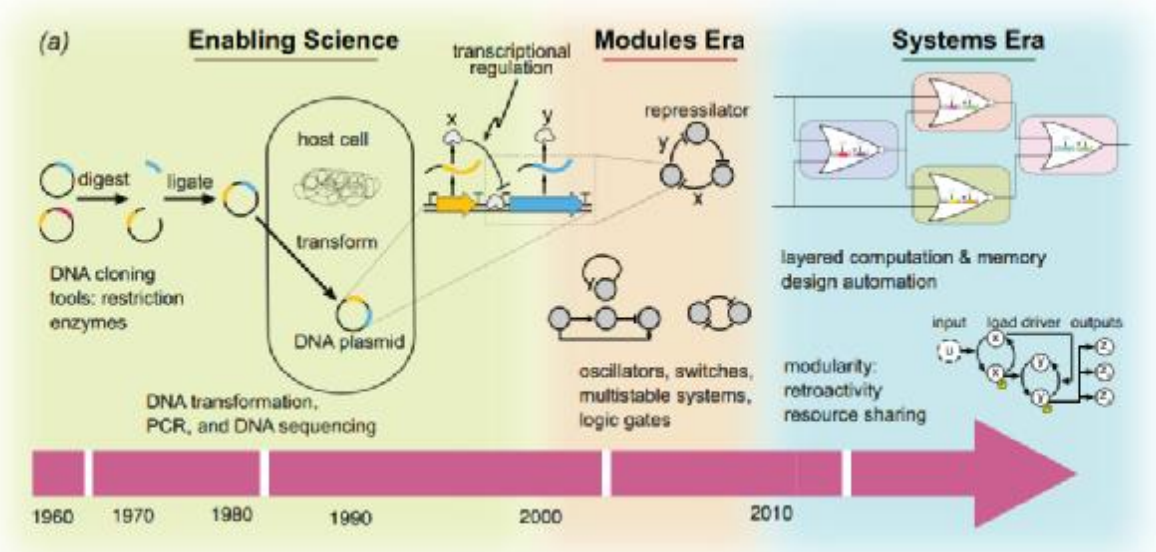 (a)
Enabling Science
Modules Era
Systems Era
transcriptional
regulation
x
y
host cell
digest
ligate
transform
DNA plasmid
DNA cloning
tools: restriction
enzymes
DNA transformation,
PCR, and DNA sequencing
repressilator
y
x
oscillators, switches,
multistable systems,
logic gates
layered computation & memory
design automation
input
load driver
outputs
u
x
x
y
y
z
z
z
modularity:
retroactivity
resource sharing
1960
1970
1980
1990
2000
2010